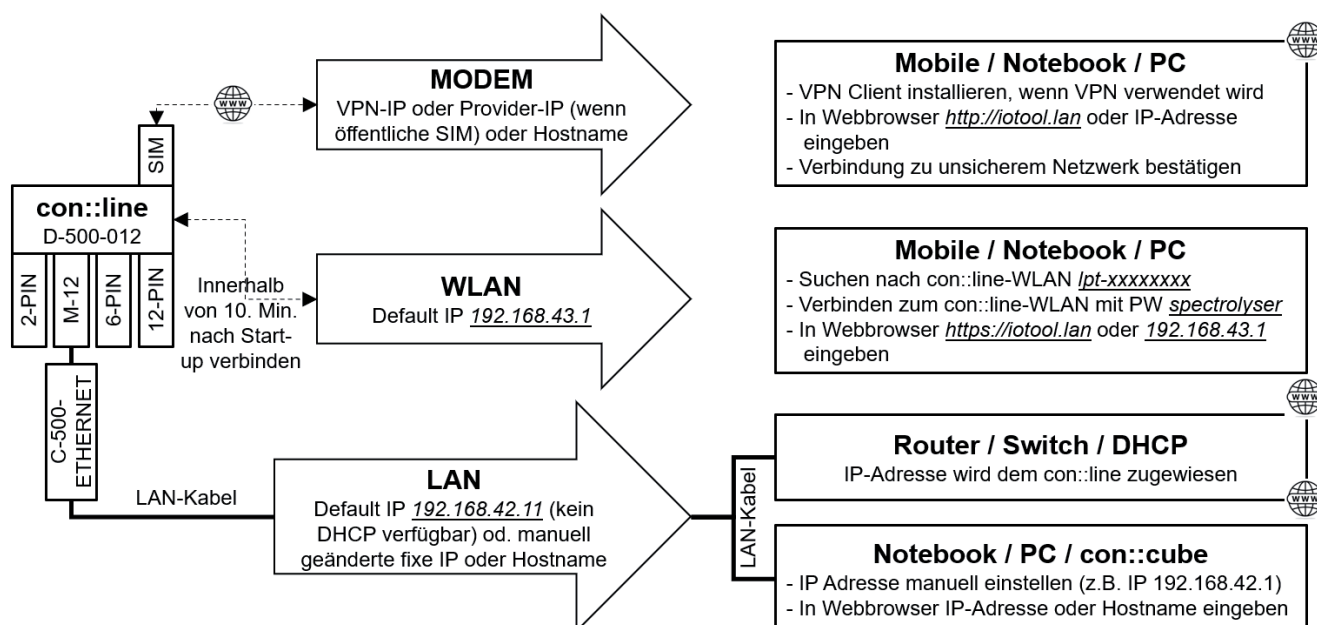 MODEM
VPN-IP oder Provider-IP (wenn
öffentliche SIM) oder Hostname
Mobile / Notebook / PC
- VPN Client installieren, wenn VPN verwendet wird
- In Webbrowser http://iotool.lan oder IP-Adresse
eingeben
- Verbindung zu unsicherem Netzwerk bestätigen
WWW
WWW
SIM
con::line
D-500-012
2-PIN
M-12
6-PIN
12-PIN
Innerhalb
von 10. Min.
nach Start-
up verbinden
WLAN
Default IP 192.168.43.1
Mobile / Notebook / PC
- Suchen nach con::line-WLAN lpt-xxxxxxxx
- Verbinden zum con::line-WLAN mit PW spectrolyser
- In Webbrowser https://iotool.lan oder 192.168.43.1
eingeben
C-500-
ETHERNET
LAN-Kabel
LAN
Default IP 192.168.42.11 (kein
DHCP verfügbar) od. manuell
geänderte fixe IP oder Hostname
LAN-Kabel
WWW
Router / Switch / DHCP
IP-Adresse wird dem con::line zugewiesen
WWW
Notebook / PC / con::cube
- IP Adresse manuell einstellen (z.B. IP 192.168.42.1)
- In Webbrowser IP-Adresse oder Hostname eingeben